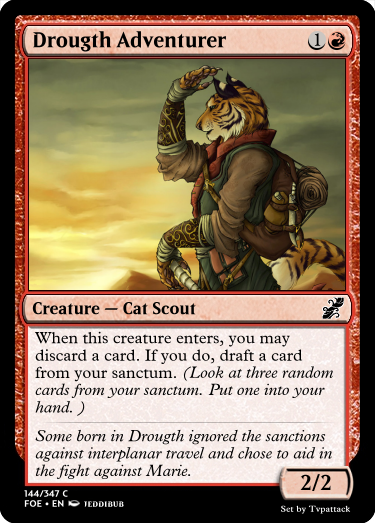 Drougth Adventurer
1
Creature — Cat Scout
When this creature enters, you may
discard a card. If you do, draft a card
from your sanctum. (Look at three random
cards from your sanctum. Put one into your
hand. )
Some born in Drougth ignored the sanctions
against interplanar travel and chose to aid in
the fight against Marie.
2/2
144/347 C
FOE • EN JEDDIBUB
Set by Tvpattack